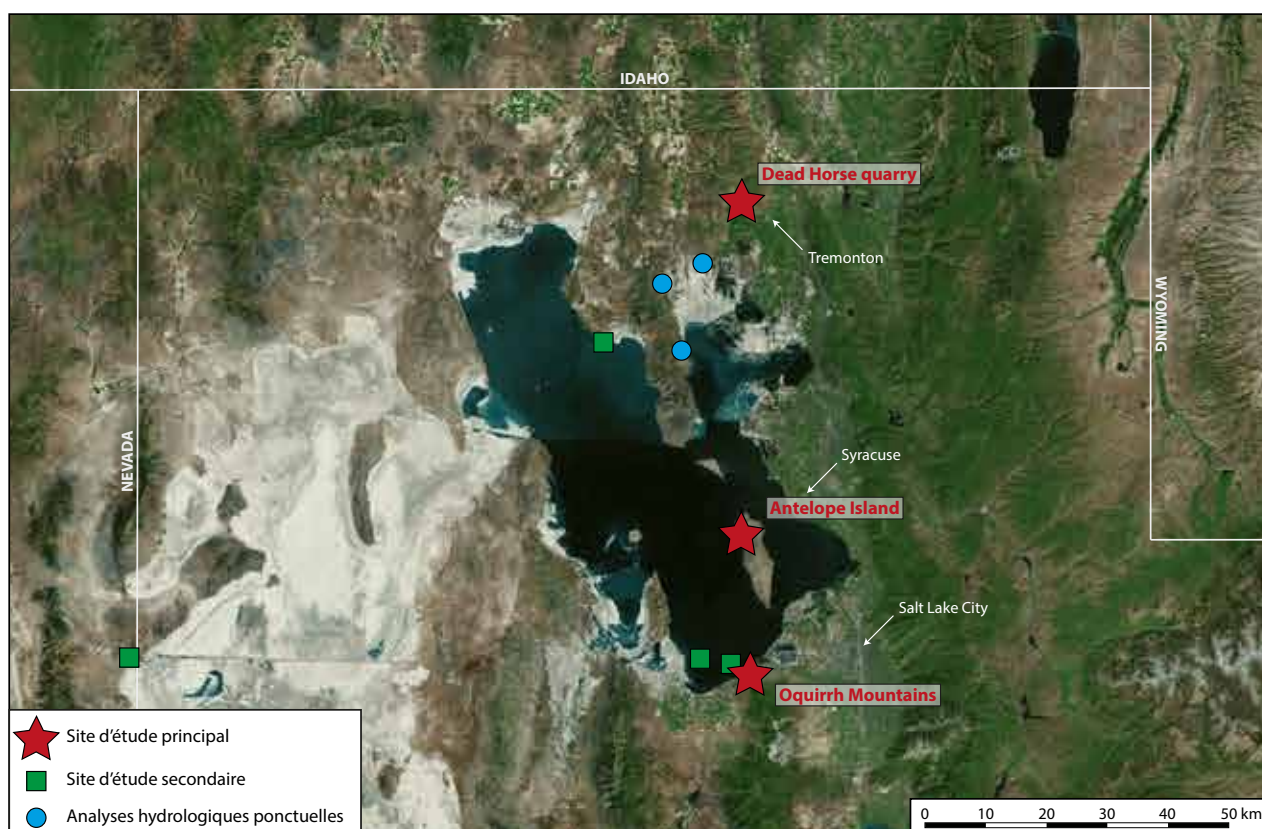 IDAHO
Dead Horse quarry
Tremonton
WYOMING
NEVADA
Syracuse
Antelope Island
Salt Lake City
Oquirrh Mountains
Site d'étude principal
Site d'étude secondaire
Analyses hydrologiques ponctuelles
0 10 20 30 40 50 km